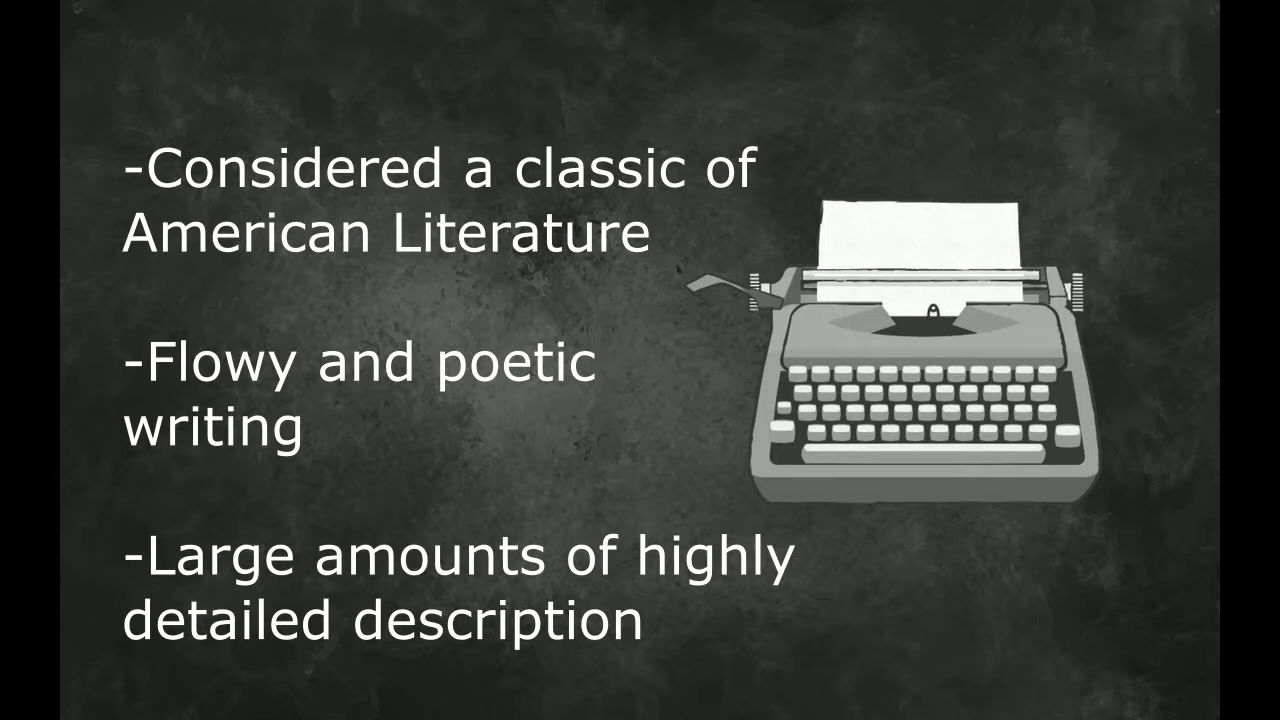 -Considered a classic of
American Literature
-Flowy and poetic
writing
-Large amounts of highly
detailed description